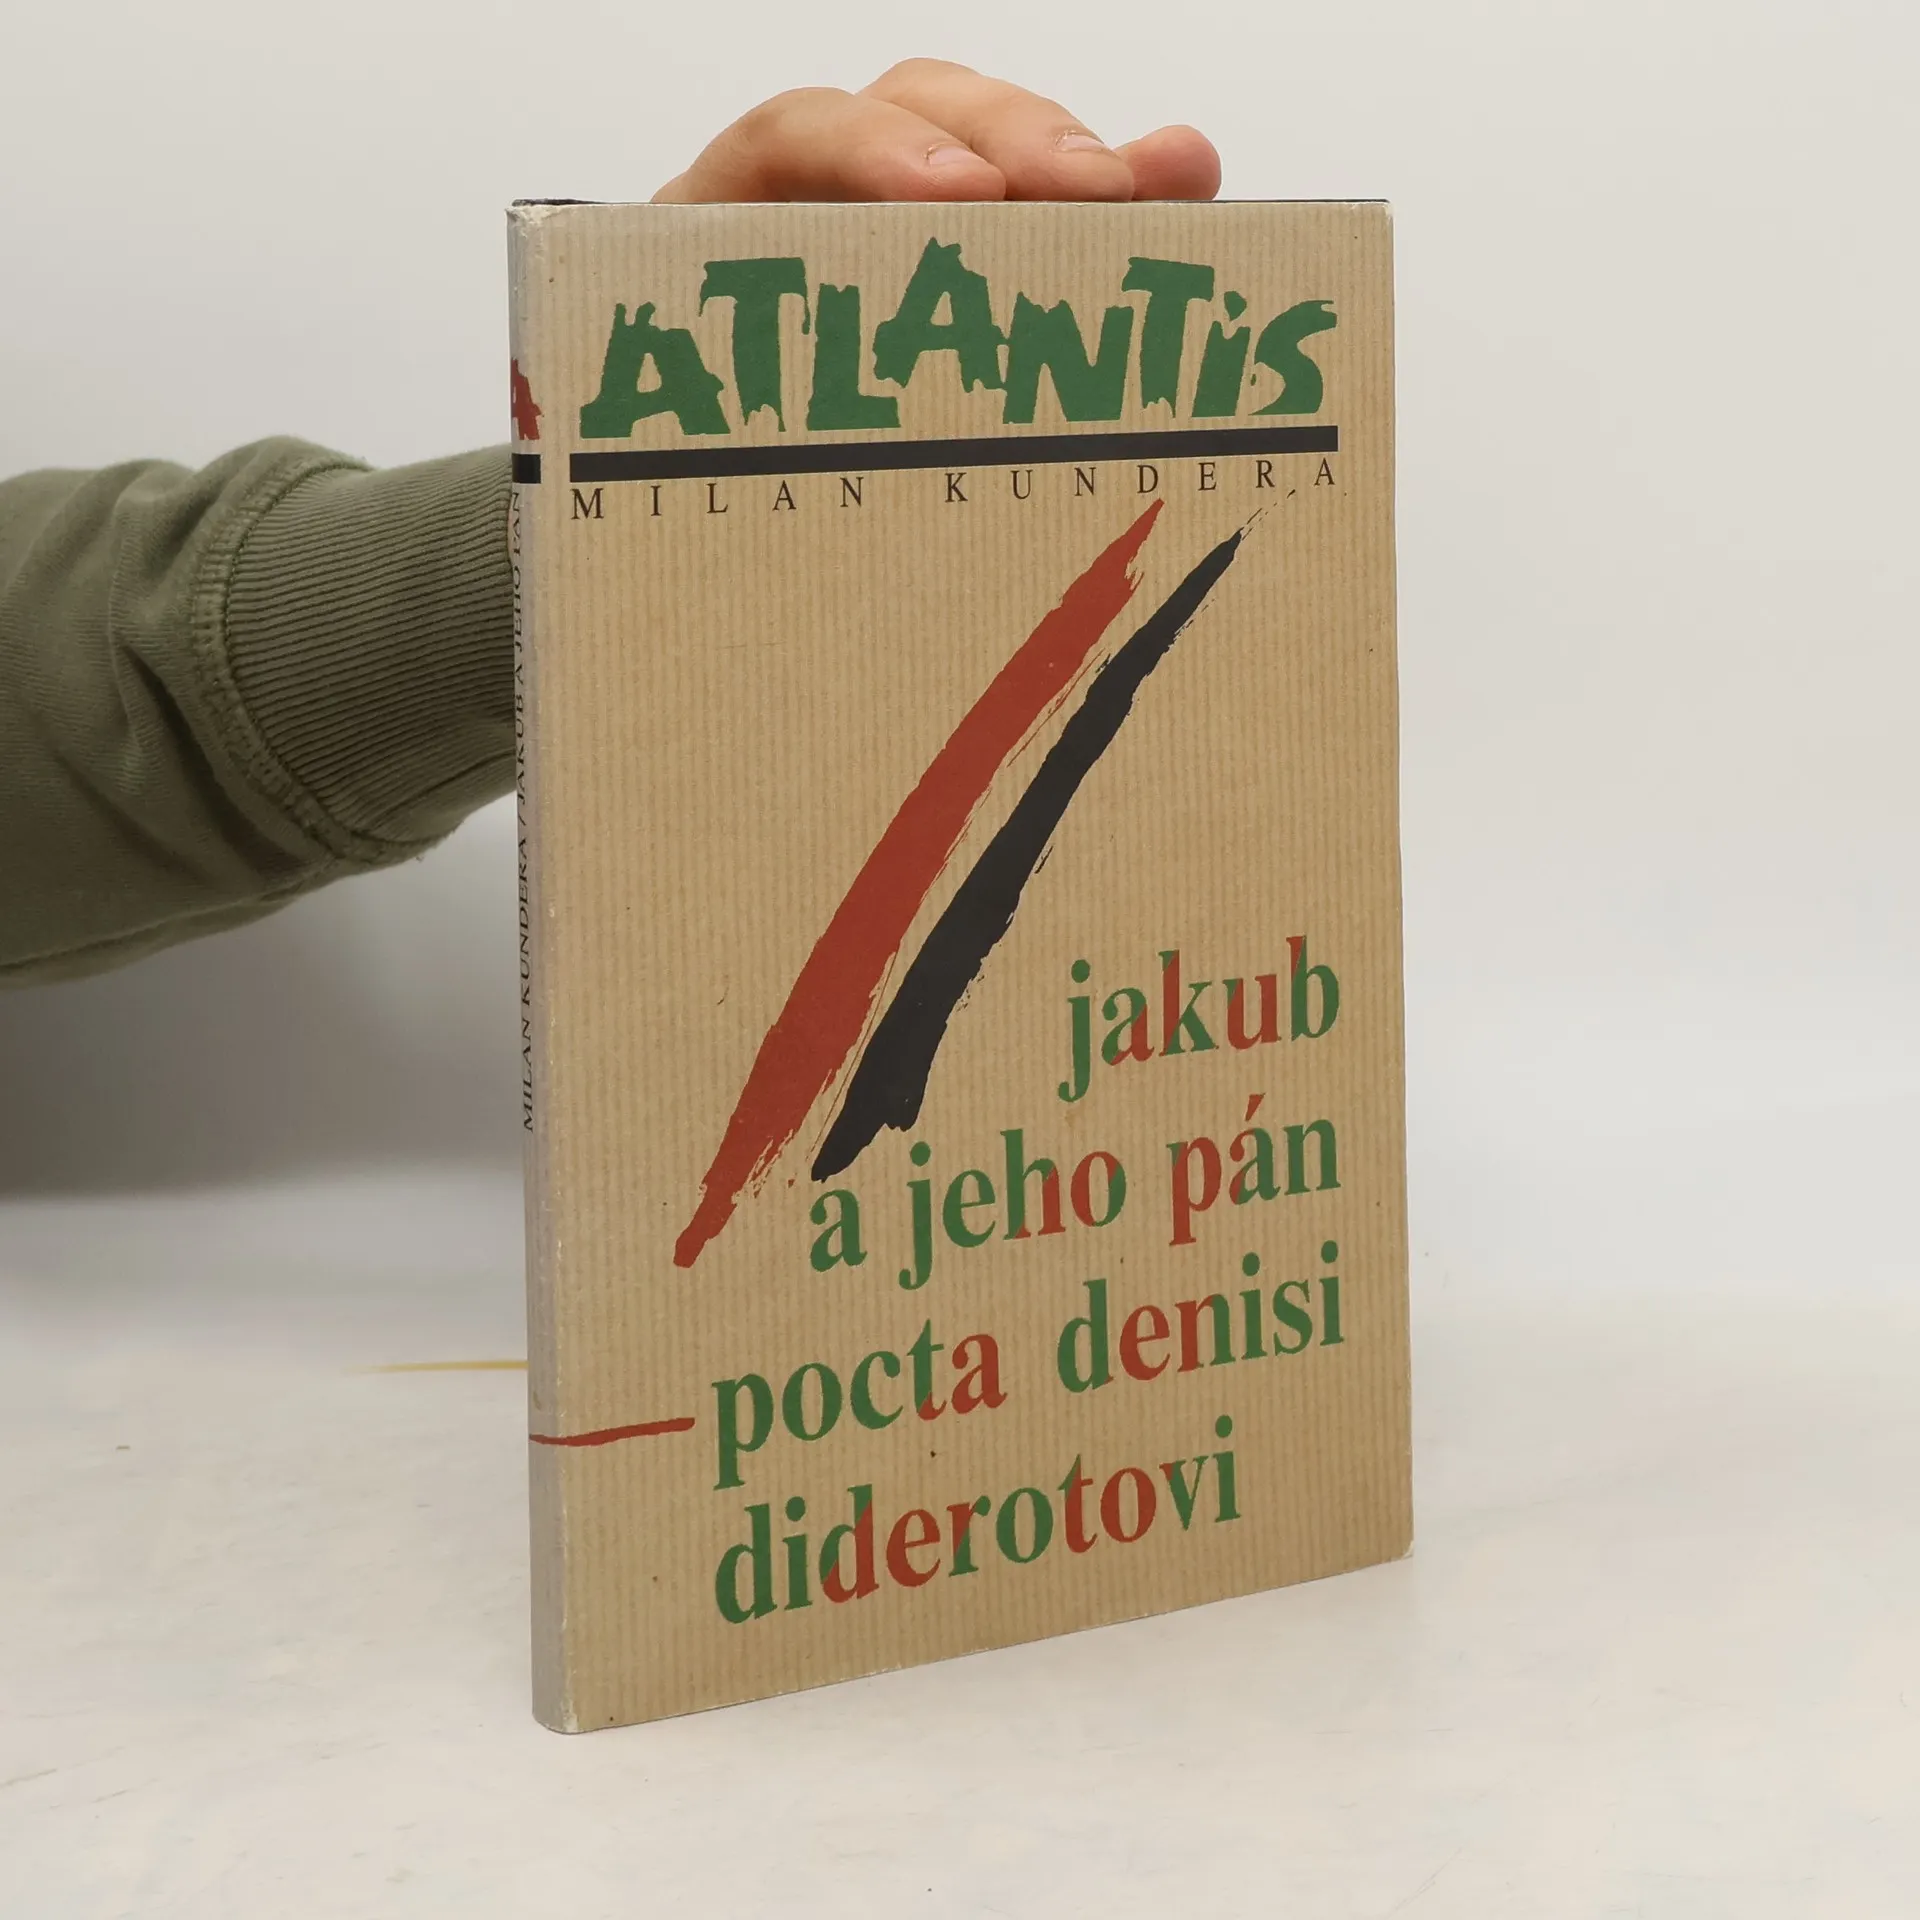 ATLANTiS
MILAN KUNDERA
jakub
a jeho pán
pocta denisi
diderotovi
A
MILAN KUNDERA / JAKUB A JEHO PÁN